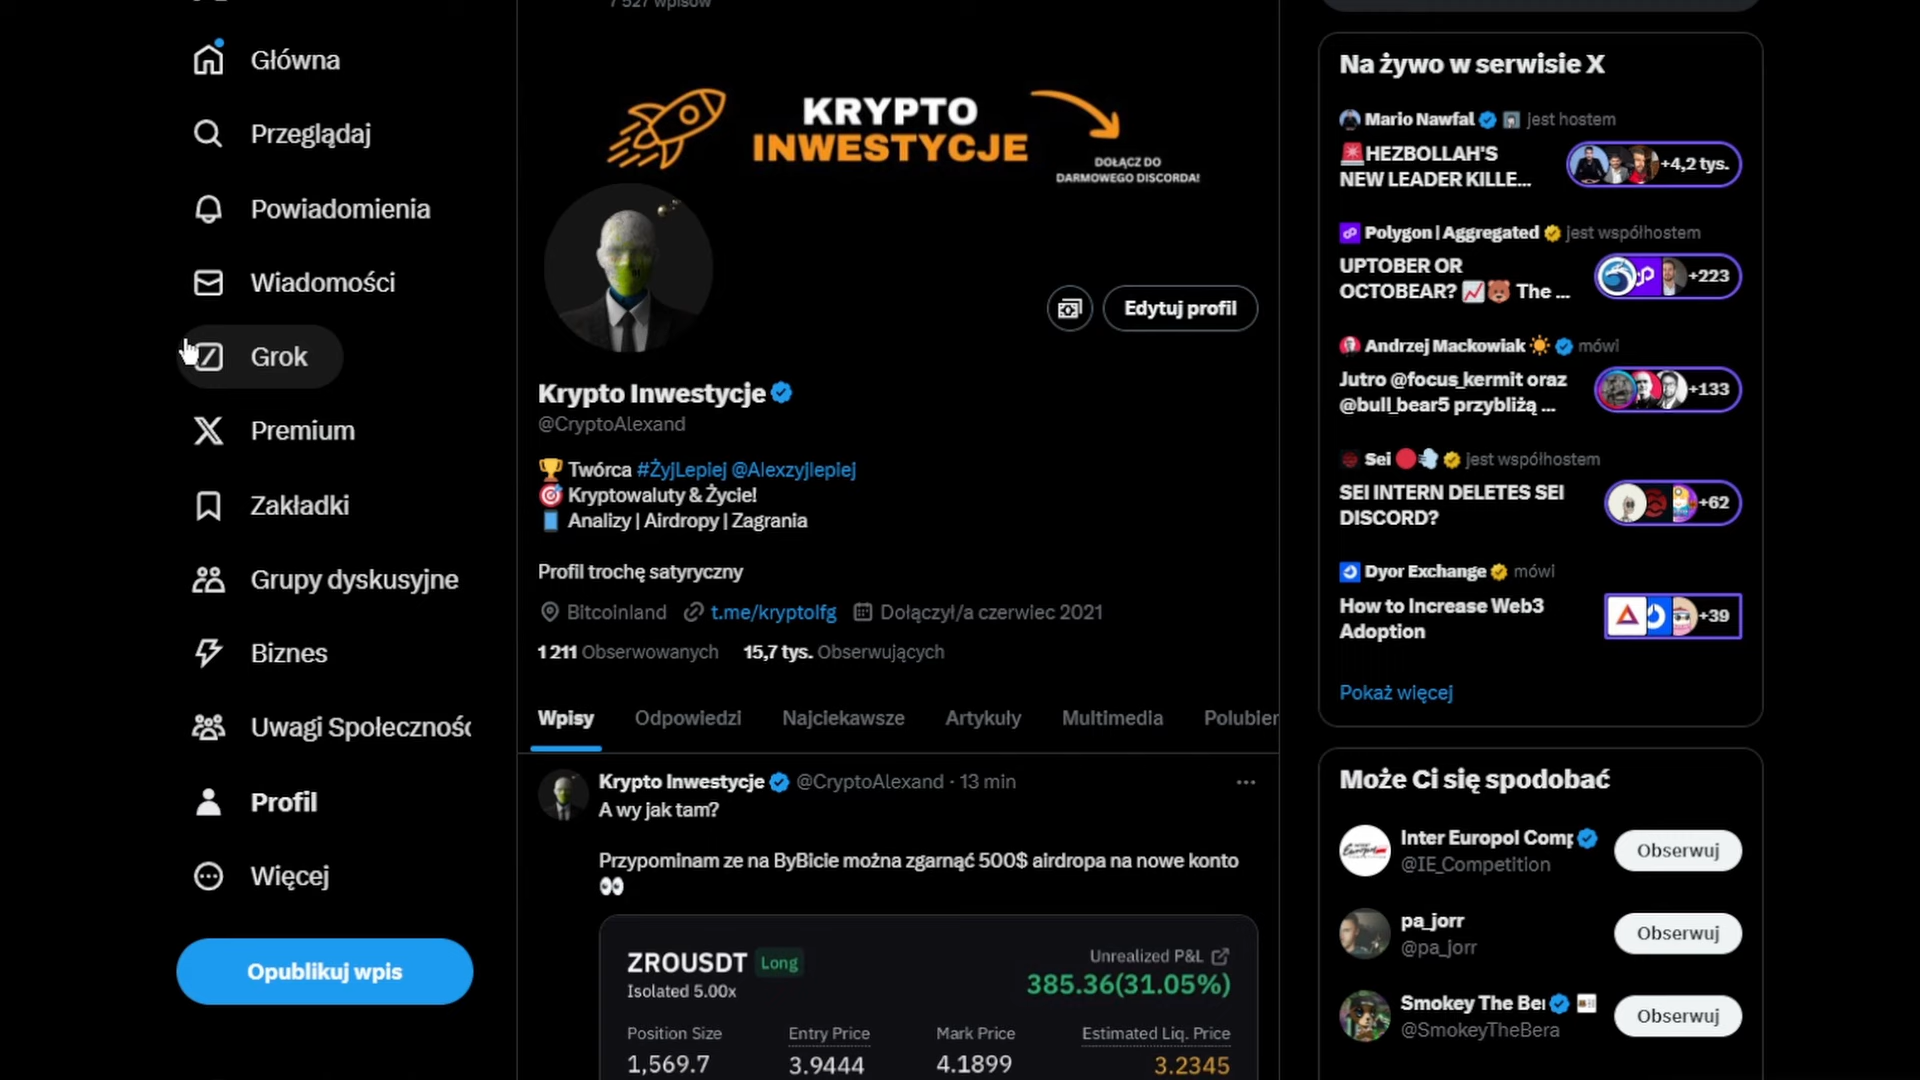 Główna
Przeglądaj
Powiadomienia
Wiadomości
Grok
Premium
Zakładki
Grupy dyskusyjne
Biznes
Uwagi Społecznośc
Profil
Więcej
Opublikuj wpis
7 527 wpisów
KRYPTO
INWESTYCJE
DOŁĄCZ DO
DARMOWEGO DISCORDA!
Edytuj profil
Krypto Inwestycje
@CryptoAlexand
🏆 Twórca #ŻyjLepiej @Alexzyjlepiej
🎯 Kryptowaluty & Życie!
📘 Analizy | Airdropy | Zagrania
Profil trochę satyryczny
Bitcoinland t.me/kryptolfg Dołączył/a czerwiec 2021
1 211 Obserwowanych 15,7 tys. Obserwujących
Wpisy Odpowiedzi Najciekawsze Artykuły Multimedia Polubier
Krypto Inwestycje @CryptoAlexand · 13 min
A wy jak tam?
Przypominam ze na ByBicie można zgarnąć 500$ airdropa na nowe konto
👀
ZROUSDT Long
Isolated 5.00x
Unrealized P&L
385.36(31.05%)
Position Size Entry Price Mark Price Estimated Liq. Price
1,569.7 3.9444 4.1899 3.2345
Na żywo w serwisie X
Mario Nawfal jest hostem
🚨HEZBOLLAH'S
NEW LEADER KILLE...
+4,2 tys.
Polygon | Aggregated jest współhostem
UPTOBER OR
OCTOBEAR? 📈🐻 The ...
+223
Andrzej Mackowiak ☀️ mówi
Jutro @focus_kermit oraz
@bull_bear5 przybliżą ...
+133
Sei 🔴💨 jest współhostem
SEI INTERN DELETES SEI
DISCORD?
+62
Dyor Exchange mówi
How to Increase Web3
Adoption
+39
Pokaż więcej
Może Ci się spodobać
Inter Europol Comp
@IE_Competition
Obserwuj
pa_jorr
@pa_jorr
Obserwuj
Smokey The Ber
@SmokeyTheBera
Obserwuj